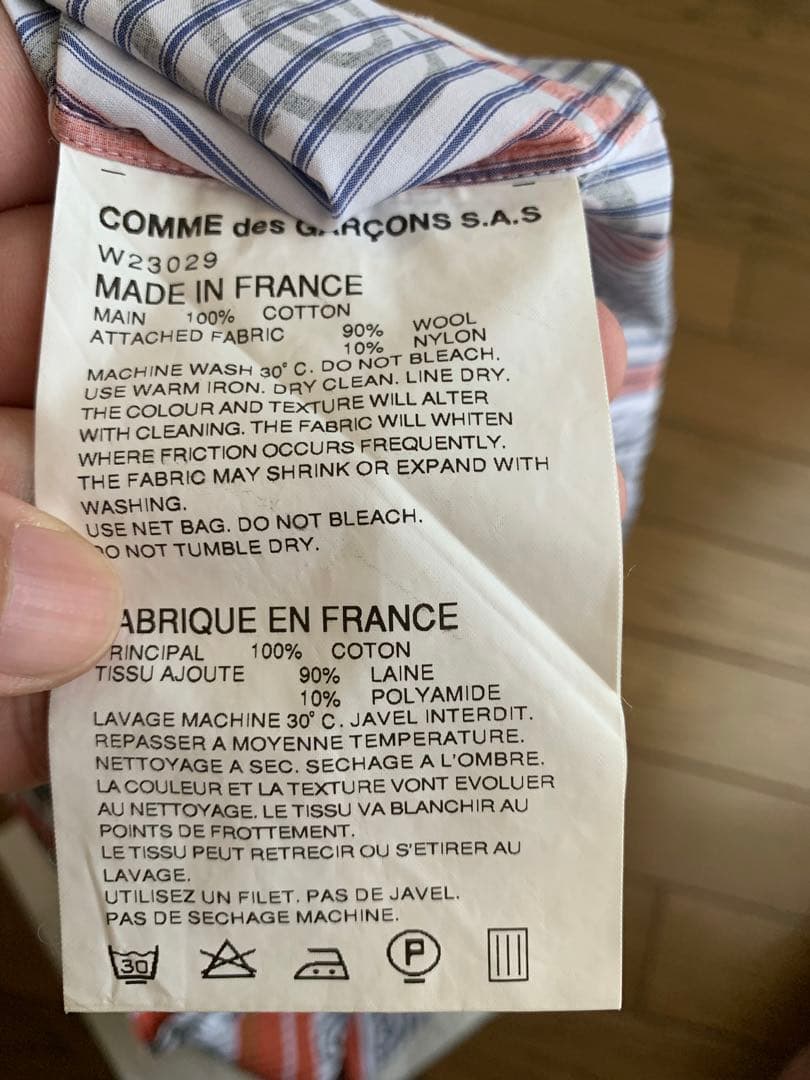 COMME des GARÇONS S.A.S
W23029
MADE IN FRANCE
MAIN 100% COTTON
ATTACHED FABRIC 90% WOOL
10% NYLON
MACHINE WASH 30° C. DO NOT BLEACH.
USE WARM IRON. DRY CLEAN. LINE DRY.
THE COLOUR AND TEXTURE WILL ALTER
WITH CLEANING. THE FABRIC WILL WHITEN
WHERE FRICTION OCCURS FREQUENTLY.
THE FABRIC MAY SHRINK OR EXPAND WITH
WASHING.
USE NET BAG. DO NOT BLEACH.
DO NOT TUMBLE DRY.
ABRIQUE EN FRANCE
RINCIPAL 100% COTON
TISSU AJOUTE 90% LAINE
10% POLYAMIDE
LAVAGE MACHINE 30° C. JAVEL INTERDIT.
REPASSER A MOYENNE TEMPERATURE.
NETTOYAGE A SEC. SECHAGE A L'OMBRE.
LA COULEUR ET LA TEXTURE VONT EVOLUER
AU NETTOYAGE. LE TISSU VA BLANCHIR AU
POINTS DE FROTTEMENT.
LE TISSU PEUT RETRECIR OU S'ETIRER AU
LAVAGE.
UTILISEZ UN FILET. PAS DE JAVEL.
PAS DE SECHAGE MACHINE.
30 P